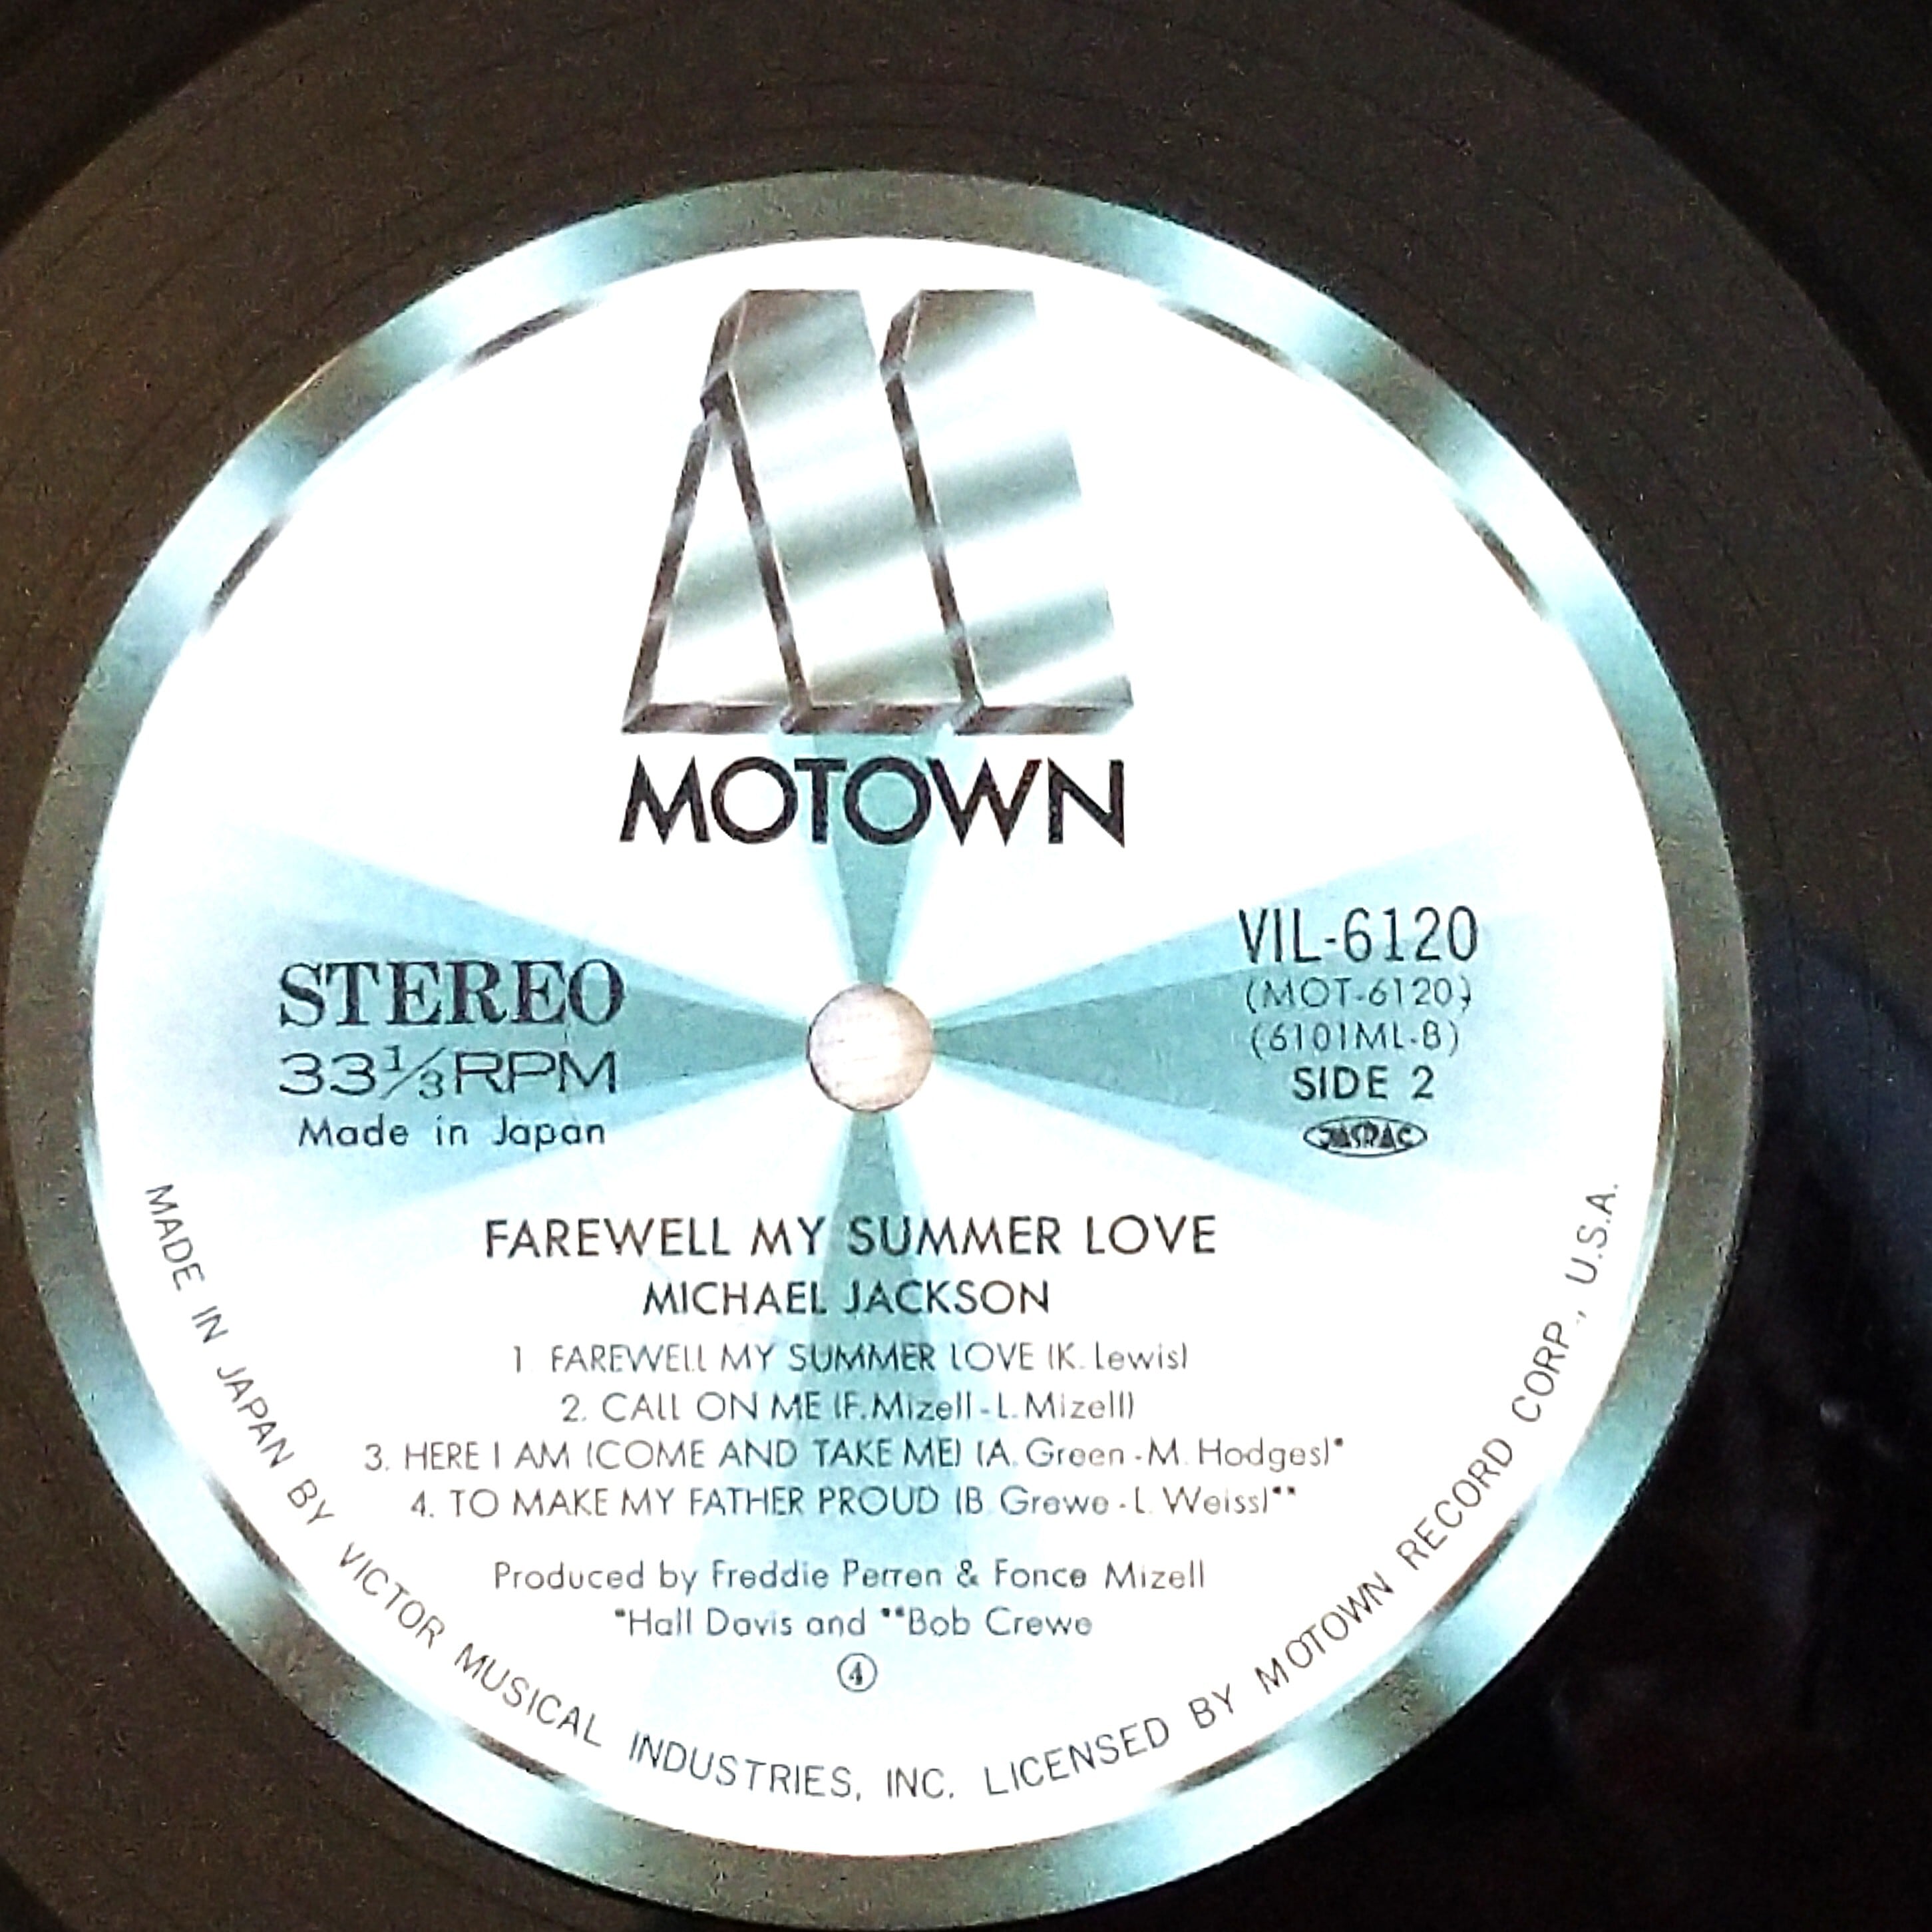 MOTOWN
STEREO
33⅓RPM
Made in Japan
VIL-6120
(MOT-6120)
(6101ML-B)
SIDE 2
JASRAC
FAREWELL MY SUMMER LOVE
MICHAEL JACKSON
1 FAREWELL MY SUMMER LOVE (K. Lewis)
2. CALL ON ME (F. Mizell - L. Mizell)
3. HERE I AM (COME AND TAKE ME) (A. Green - M. Hodges)*
4. TO MAKE MY FATHER PROUD (B. Grewe - L. Weiss)**
Produced by Freddie Perren & Fonce Mizell
*Hall Davis and **Bob Crewe
④
MADE IN JAPAN BY VICTOR MUSICAL INDUSTRIES, INC. LICENSED BY MOTOWN RECORD CORP., U.S.A.